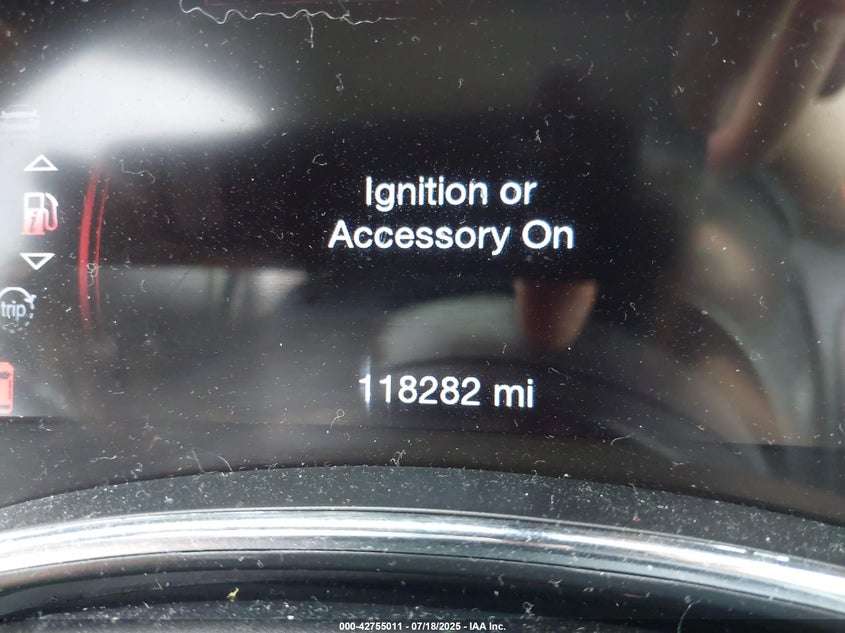 Ignition or
Accessory On
trip
118282 mi
000-42755011 - 07/18/2025 - IAA Inc.